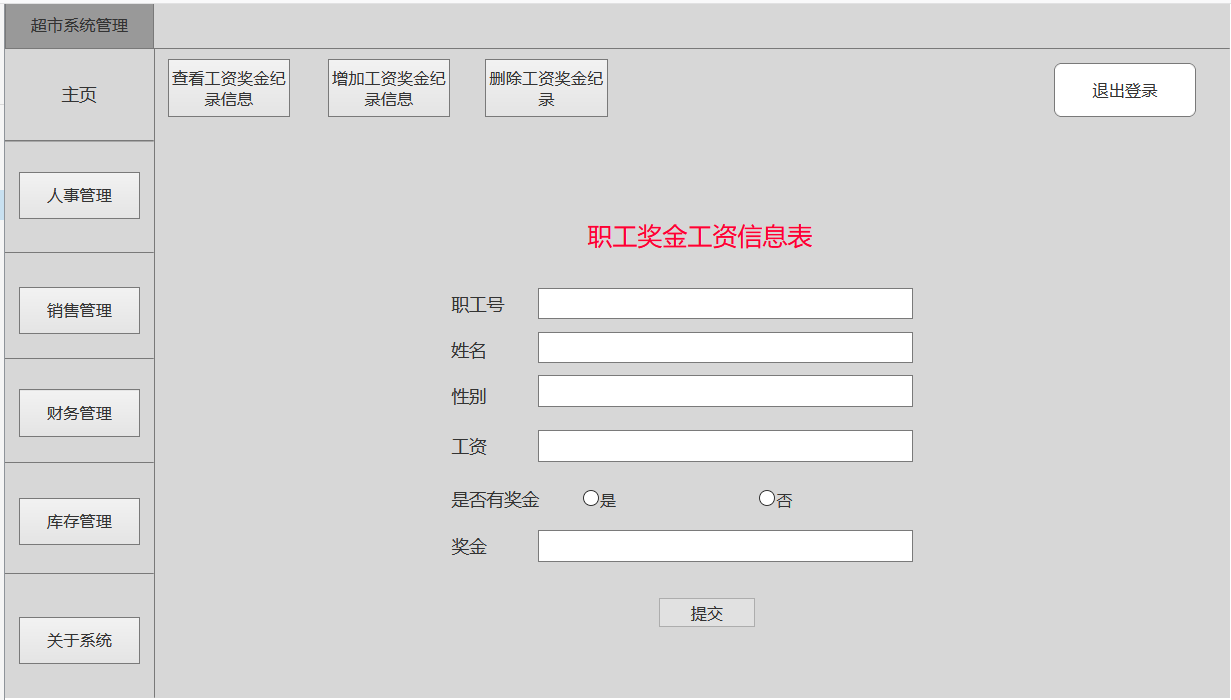 超市系统管理
主页
查看工资奖金纪
录信息
增加工资奖金纪
录信息
删除工资奖金纪
录
退出登录
人事管理
销售管理
财务管理
库存管理
关于系统
职工奖金工资信息表
职工号
姓名
性别
工资
是否有奖金 是 否
奖金
提交